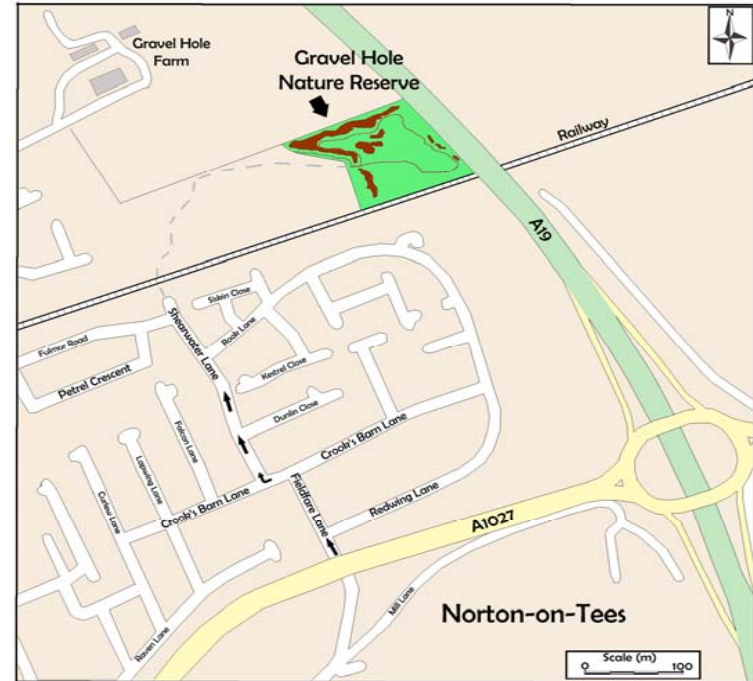 N
Gravel Hole
Farm
Gravel Hole
Nature Reserve
Railway
A19
Siskin Close
Shearwater Lane
Rook Lane
Fulmar Road
Petrel Crescent
Kestrel Close
Dunlin Close
Falcon Lane
Lapwing Lane
Curlew Lane
Crook's Barn Lane
Crook's Barn Lane
Fieldfare Lane
Redwing Lane
A1027
Raven Lane
Mill Lane
Norton-on-Tees
Scale (m)
0
100